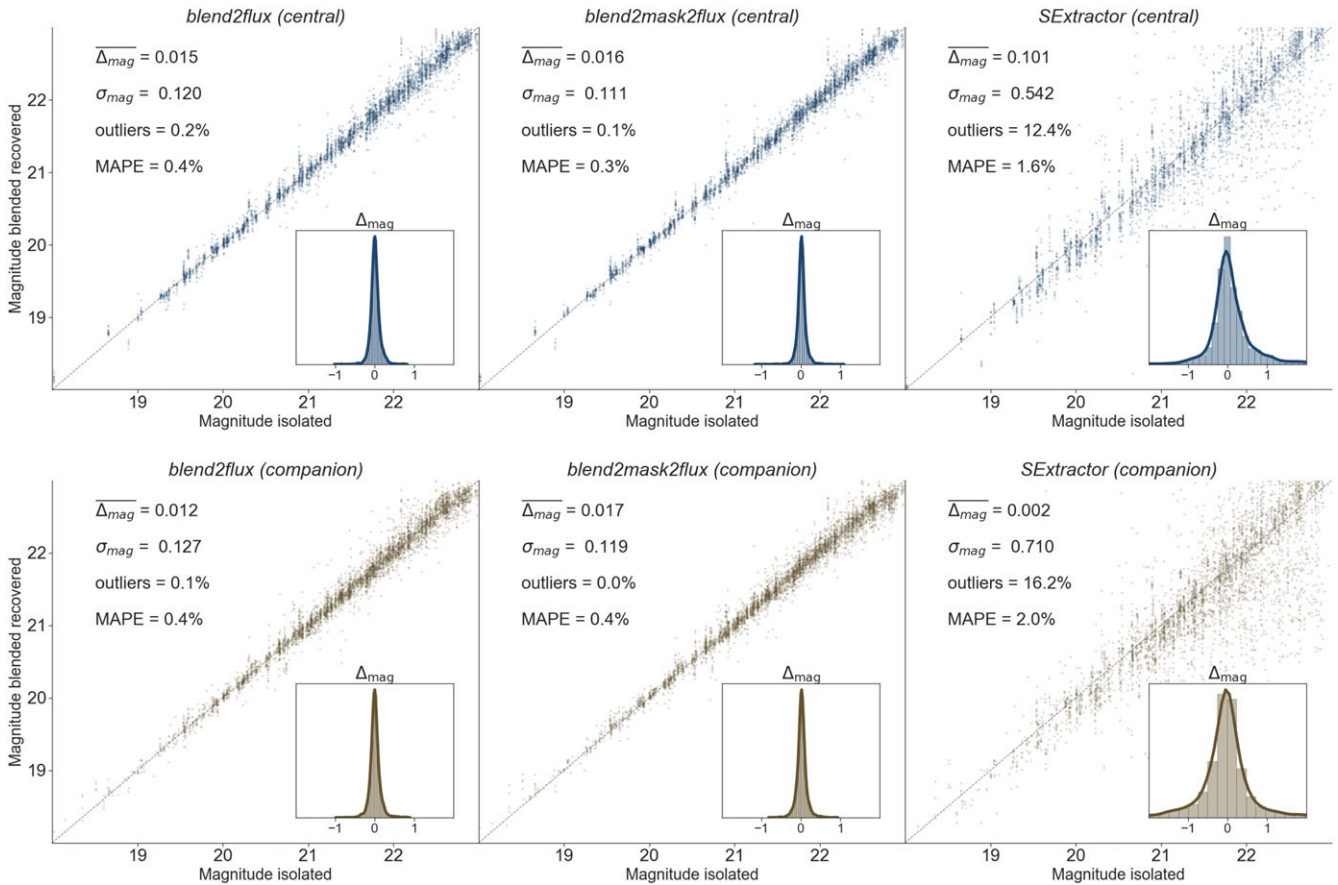 blend2flux (central)
Δmag = 0.015
σmag = 0.120
outliers = 0.2%
MAPE = 0.4%
Δmag
−1 0 1
Magnitude blended recovered
22
21
20
19
19 20 21 22
Magnitude isolated
blend2mask2flux (central)
Δmag = 0.016
σmag = 0.111
outliers = 0.1%
MAPE = 0.3%
Δmag
−1 0 1
19 20 21 22
Magnitude isolated
SExtractor (central)
Δmag = 0.101
σmag = 0.542
outliers = 12.4%
MAPE = 1.6%
Δmag
−1 0 1
19 20 21 22
Magnitude isolated
blend2flux (companion)
Δmag = 0.012
σmag = 0.127
outliers = 0.1%
MAPE = 0.4%
Δmag
−1 0 1
Magnitude blended recovered
22
21
20
19
19 20 21 22
Magnitude isolated
blend2mask2flux (companion)
Δmag = 0.017
σmag = 0.119
outliers = 0.0%
MAPE = 0.4%
Δmag
−1 0 1
19 20 21 22
Magnitude isolated
SExtractor (companion)
Δmag = 0.002
σmag = 0.710
outliers = 16.2%
MAPE = 2.0%
Δmag
−1 0 1
19 20 21 22
Magnitude isolated